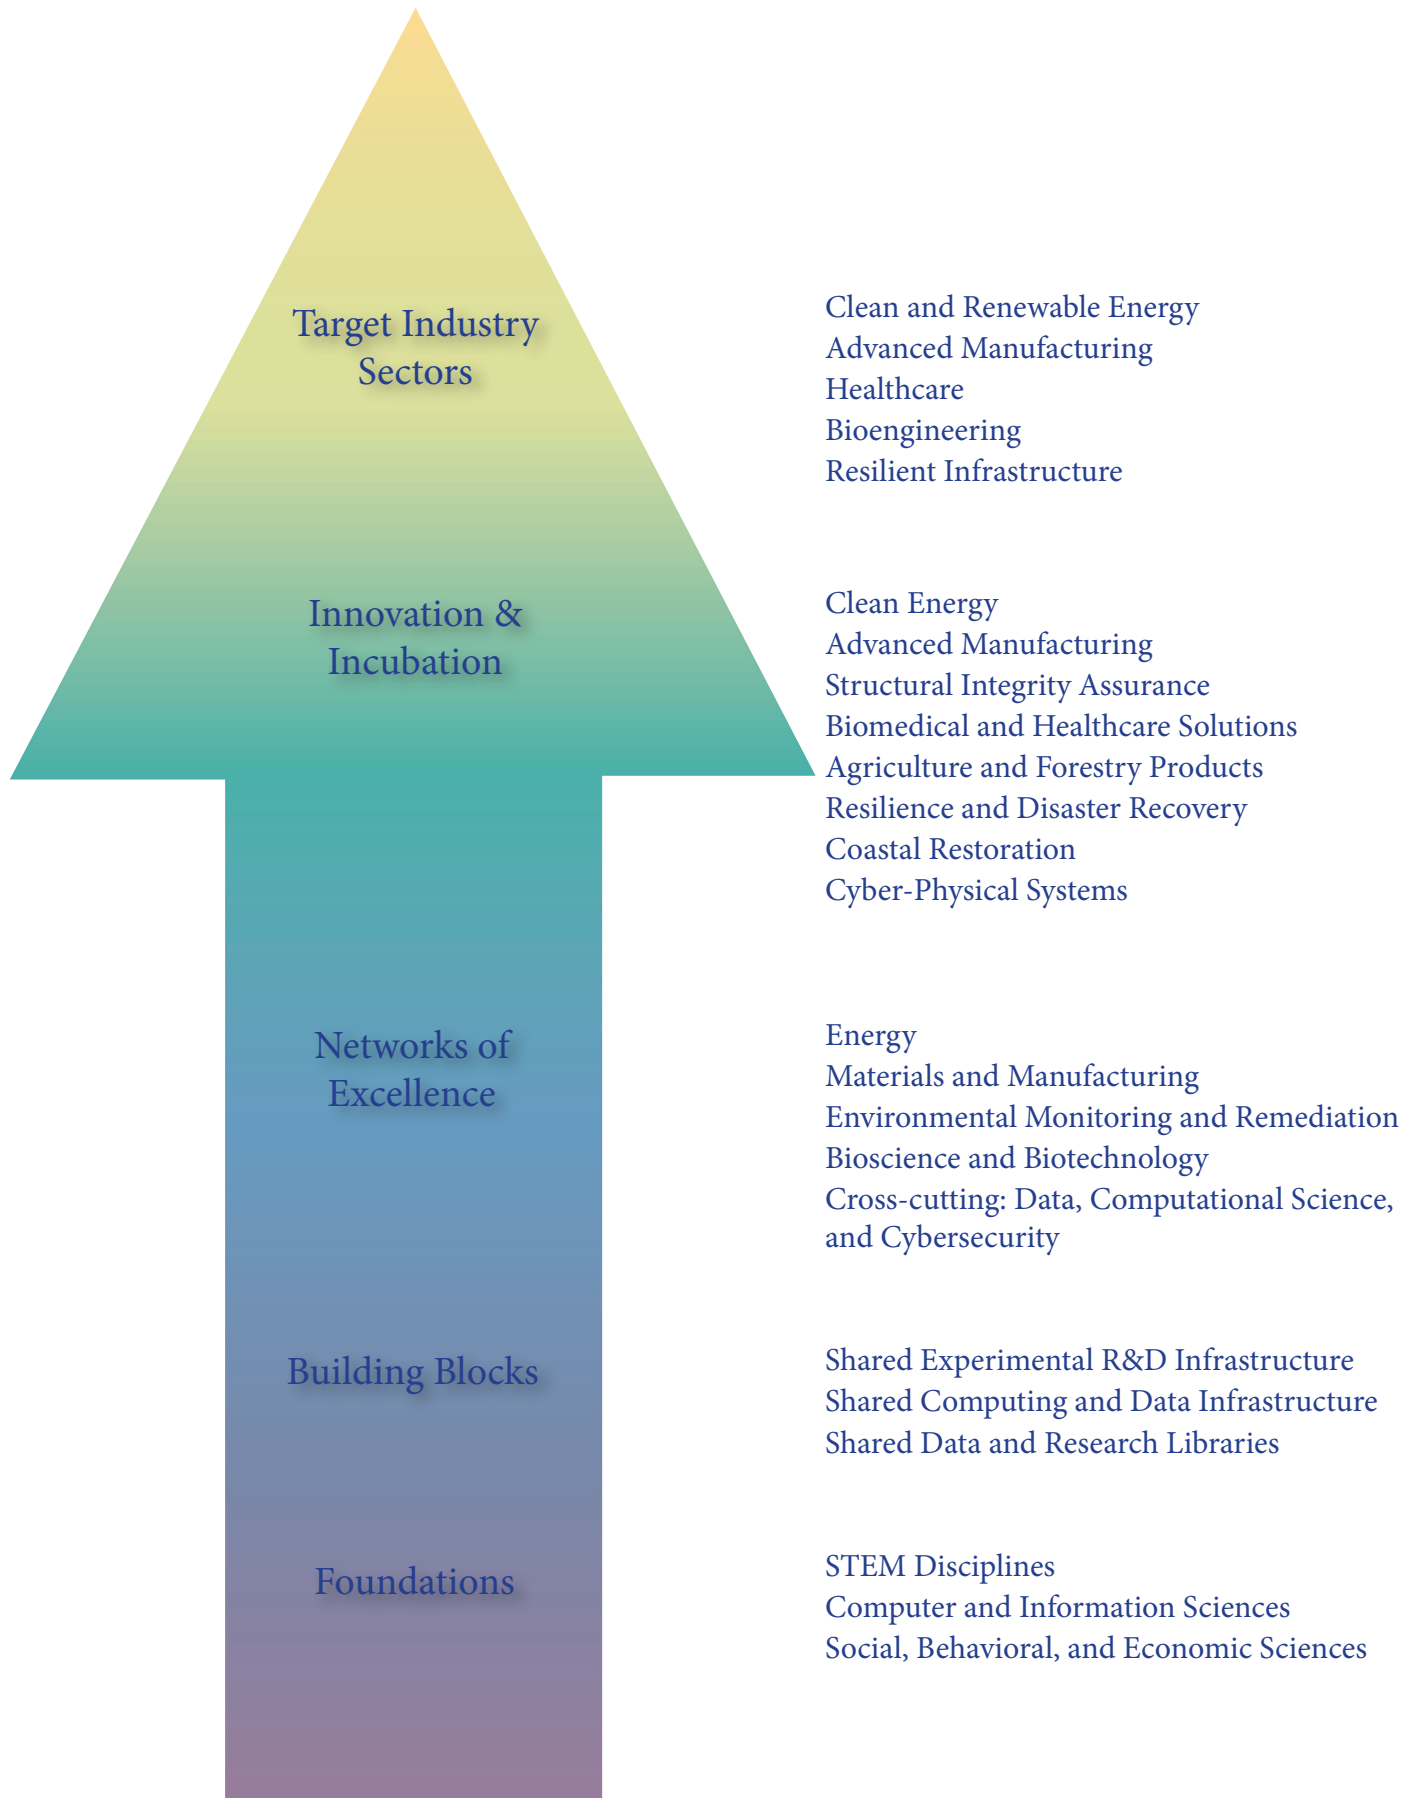 Target Industry
Sectors
Clean and Renewable Energy
Advanced Manufacturing
Healthcare
Bioengineering
Resilient Infrastructure
Innovation &
Incubation
Clean Energy
Advanced Manufacturing
Structural Integrity Assurance
Biomedical and Healthcare Solutions
Agriculture and Forestry Products
Resilience and Disaster Recovery
Coastal Restoration
Cyber-Physical Systems
Networks of
Excellence
Energy
Materials and Manufacturing
Environmental Monitoring and Remediation
Bioscience and Biotechnology
Cross-cutting: Data, Computational Science,
and Cybersecurity
Building Blocks
Shared Experimental R&D Infrastructure
Shared Computing and Data Infrastructure
Shared Data and Research Libraries
Foundations
STEM Disciplines
Computer and Information Sciences
Social, Behavioral, and Economic Sciences